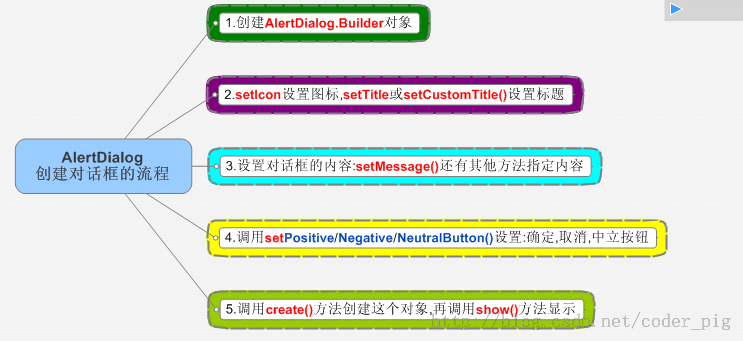 1.创建AlertDialog.Builder对象
2.setIcon设置图标,setTitle或setCustomTitle()设置标题
AlertDialog
创建对话框的流程
3.设置对话框的内容:setMessage()还有其他方法指定内容
4.调用setPositive/Negative/NeutralButton()设置:确定,取消,中立按钮
5.调用create()方法创建这个对象,再调用show()方法显示
http://blog.csdn.net/coder_pig